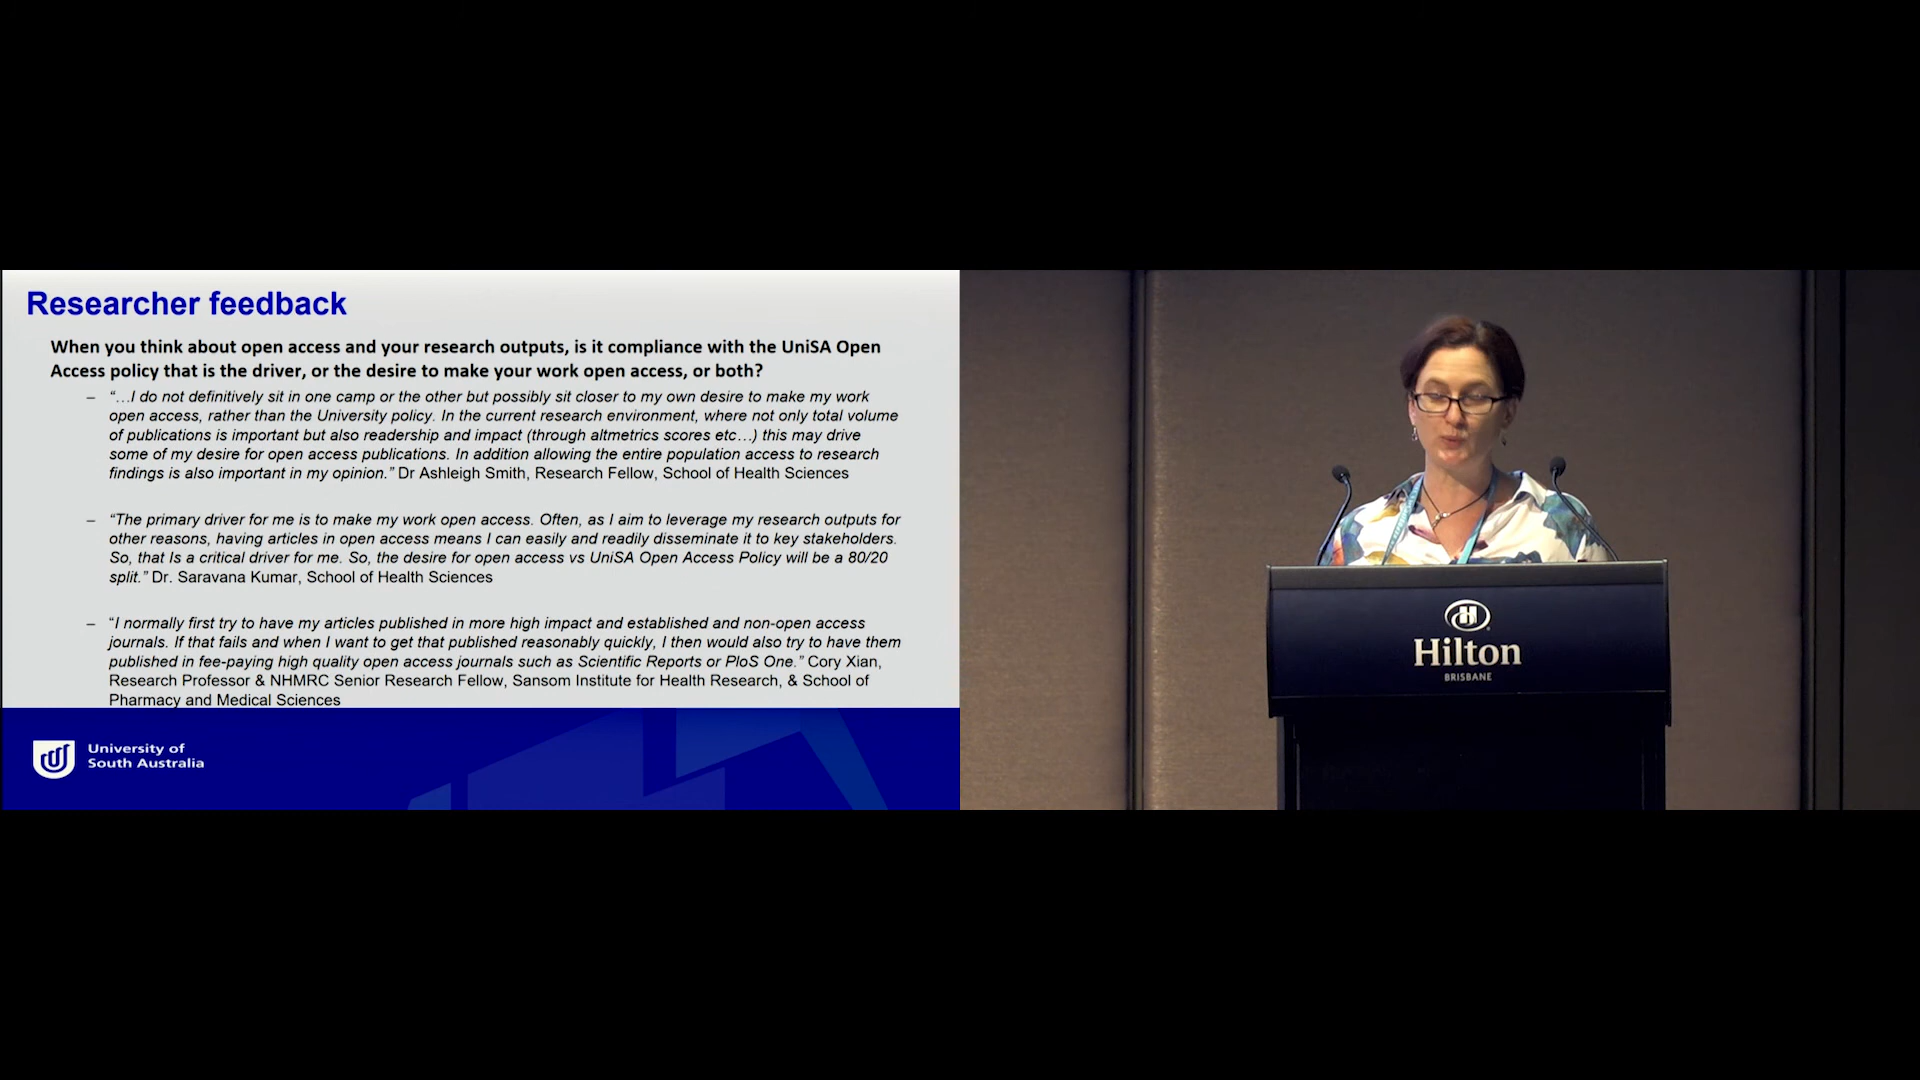 Researcher feedback
When you think about open access and your research outputs, is it compliance with the UniSA Open
Access policy that is the driver, or the desire to make your work open access, or both?
– “…I do not definitively sit in one camp or the other but possibly sit closer to my own desire to make my work
open access, rather than the University policy. In the current research environment, where not only total volume
of publications is important but also readership and impact (through altmetrics scores etc…) this may drive
some of my desire for open access publications. In addition allowing the entire population access to research
findings is also important in my opinion.” Dr Ashleigh Smith, Research Fellow, School of Health Sciences
– “The primary driver for me is to make my work open access. Often, as I aim to leverage my research outputs for
other reasons, having articles in open access means I can easily and readily disseminate it to key stakeholders.
So, that Is a critical driver for me. So, the desire for open access vs UniSA Open Access Policy will be a 80/20
split.” Dr. Saravana Kumar, School of Health Sciences
– “I normally first try to have my articles published in more high impact and established and non-open access
journals. If that fails and when I want to get that published reasonably quickly, I then would also try to have them
published in fee-paying high quality open access journals such as Scientific Reports or PloS One.” Cory Xian,
Research Professor & NHMRC Senior Research Fellow, Sansom Institute for Health Research, & School of
Pharmacy and Medical Sciences
University of
South Australia
Hilton
BRISBANE